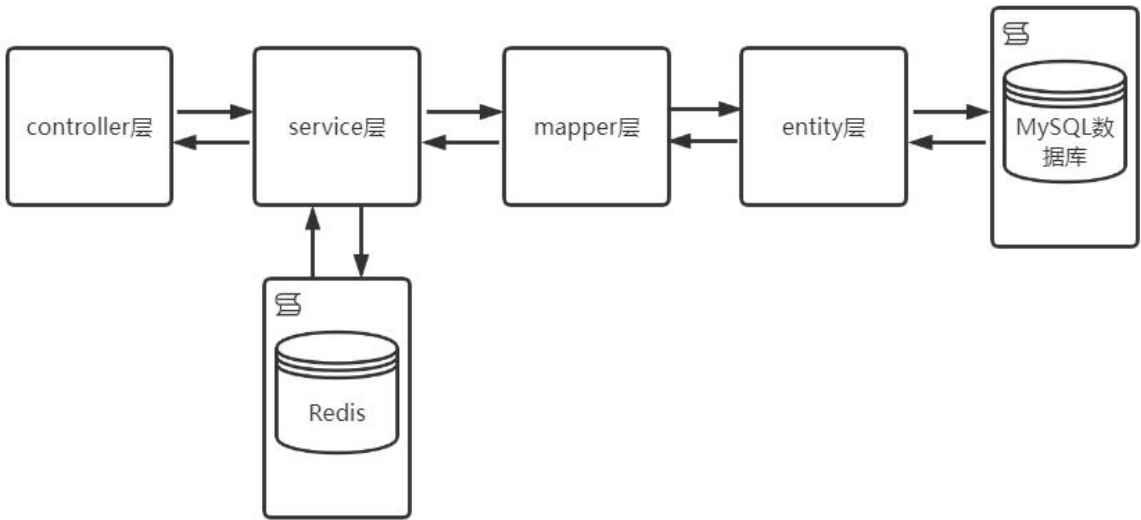 controller层
service层
mapper层
entity层
MySQL数
据库
Redis